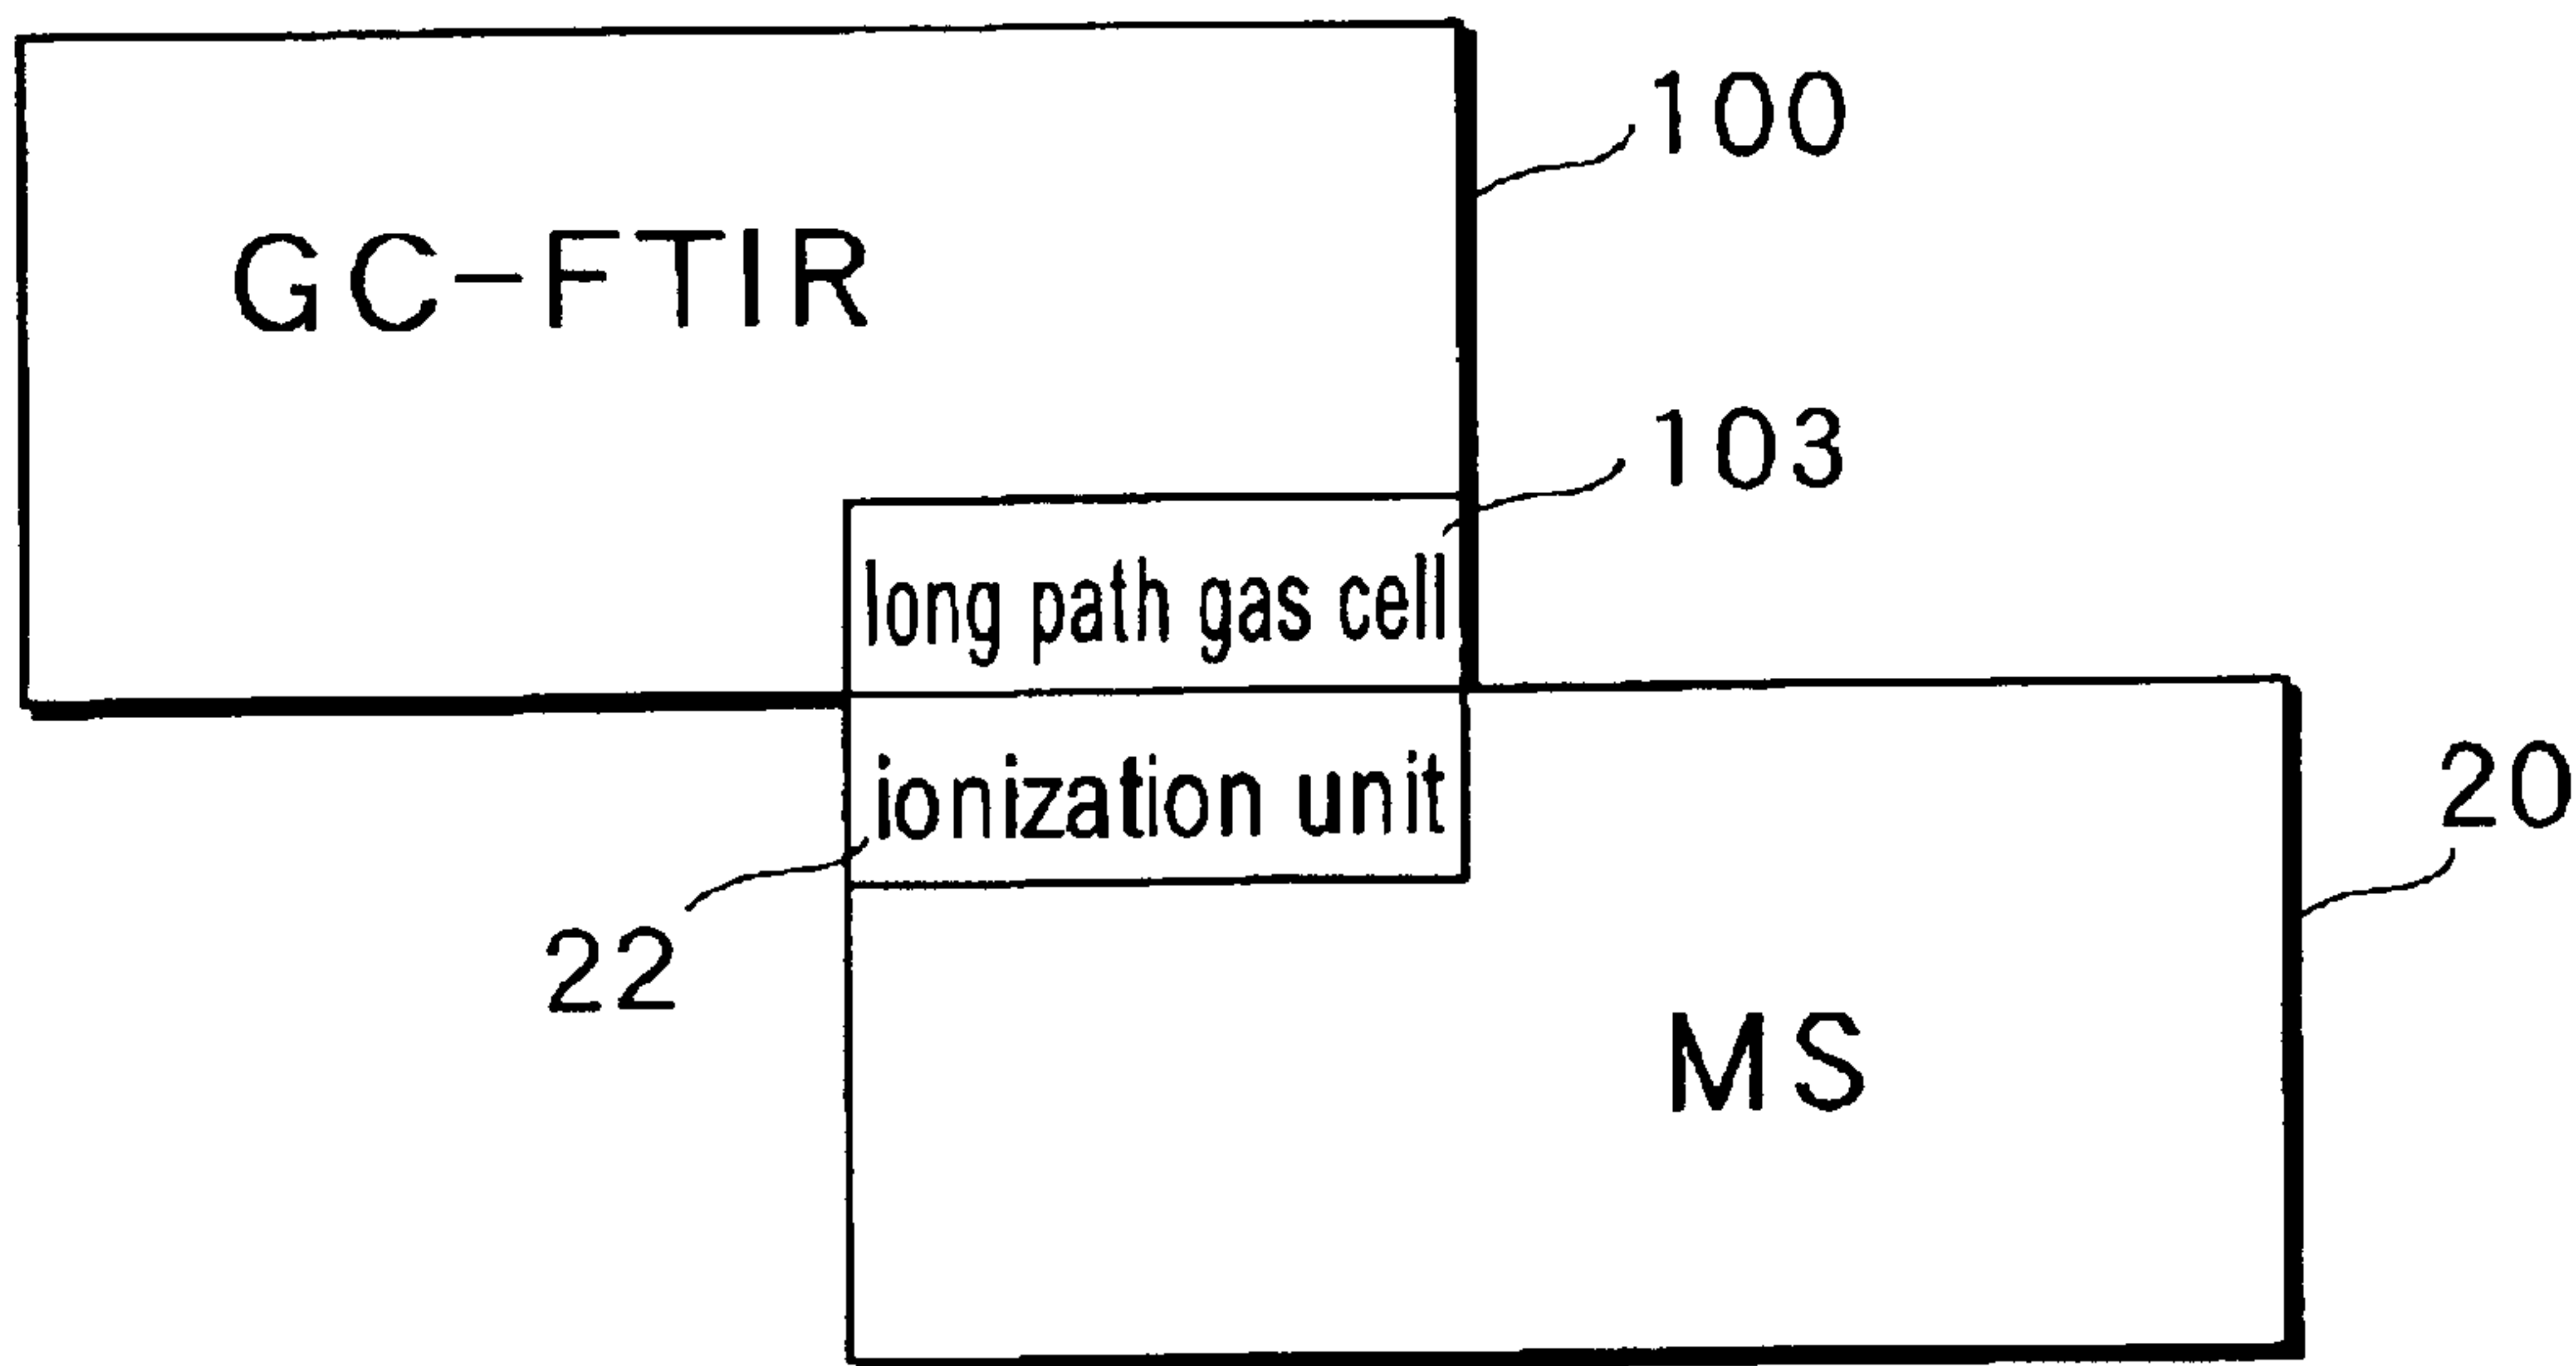 100
GC-FTIR
103
long path gas cell
ionization unit
20
22
MS